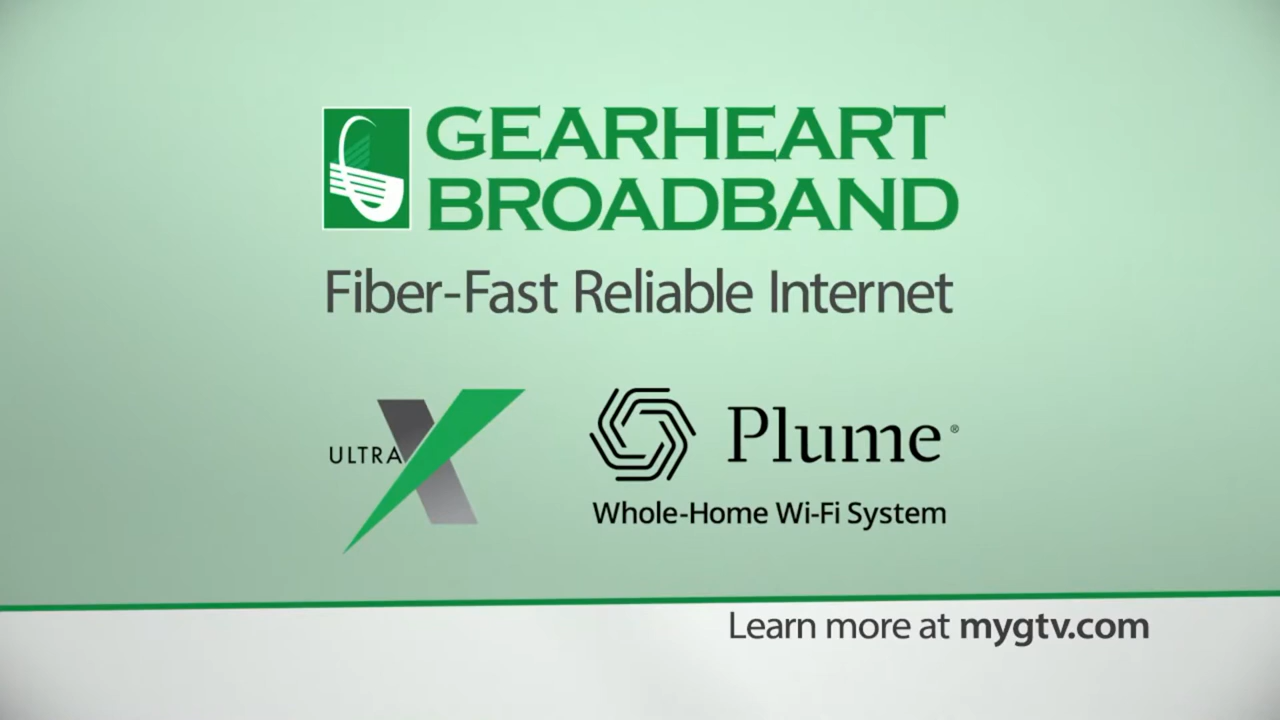 GEARHEART
BROADBAND
Fiber-Fast Reliable Internet
ULTRA X
Plume®
Whole-Home Wi-Fi System
Learn more at mygtv.com